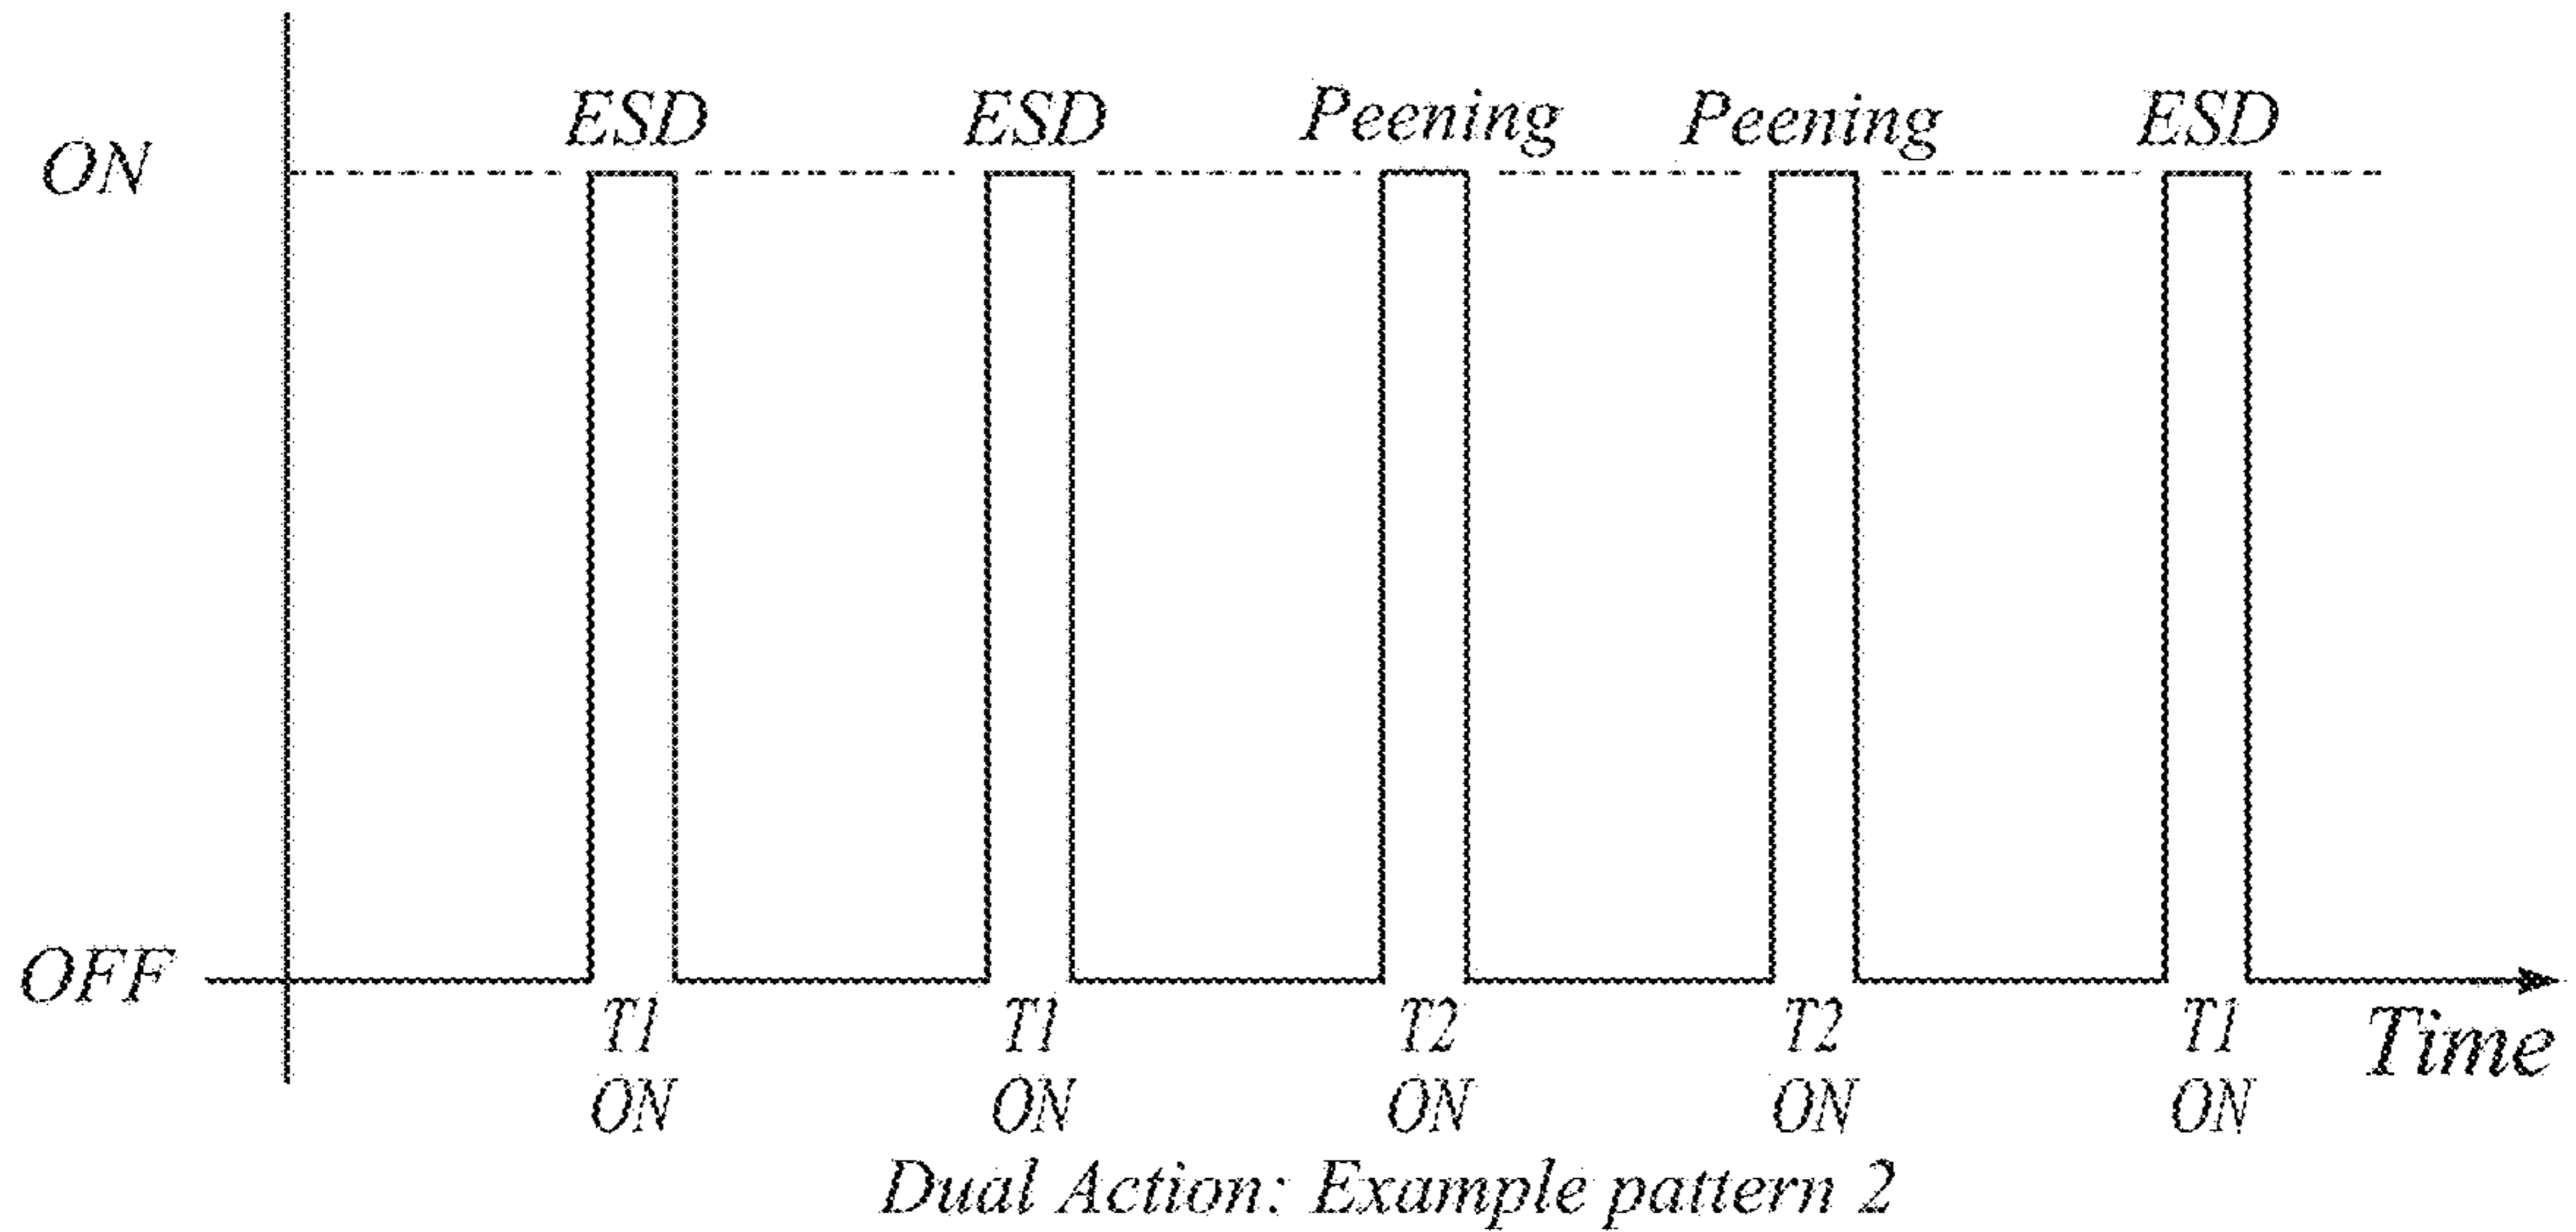 ESD ESD Peening Peening ESD
ON
OFF
T1 T1 T2 T2 T1
ON ON ON ON ON
Time
Dual Action: Example pattern 2